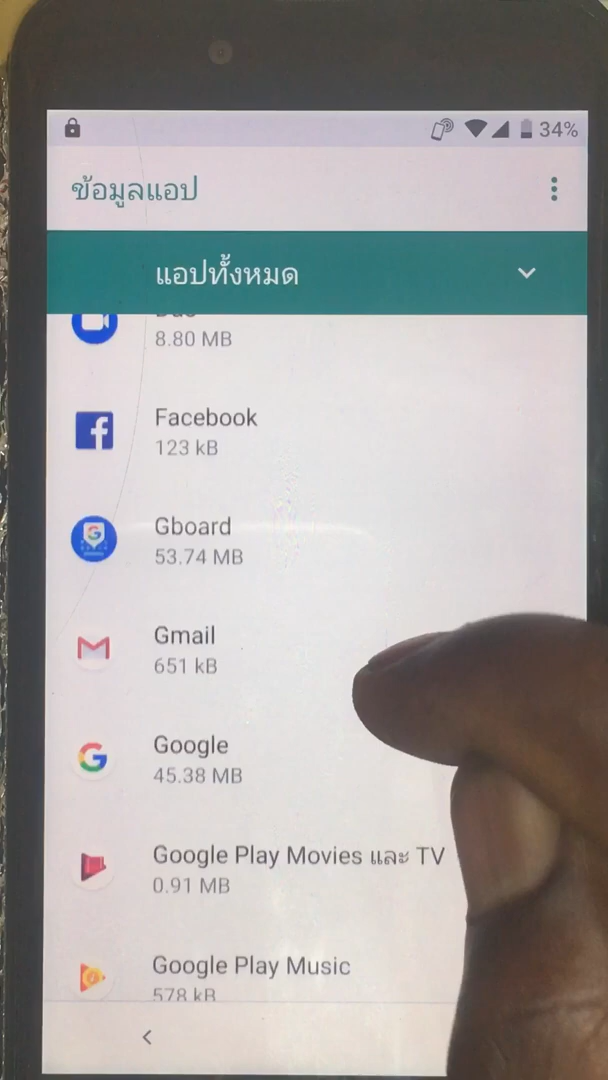 34%
ข้อมูลแอป
แอปทั้งหมด
8.80 MB
Facebook
123 kB
Gboard
53.74 MB
Gmail
651 kB
Google
45.38 MB
Google Play Movies และ TV
0.91 MB
Google Play Music
578 kB